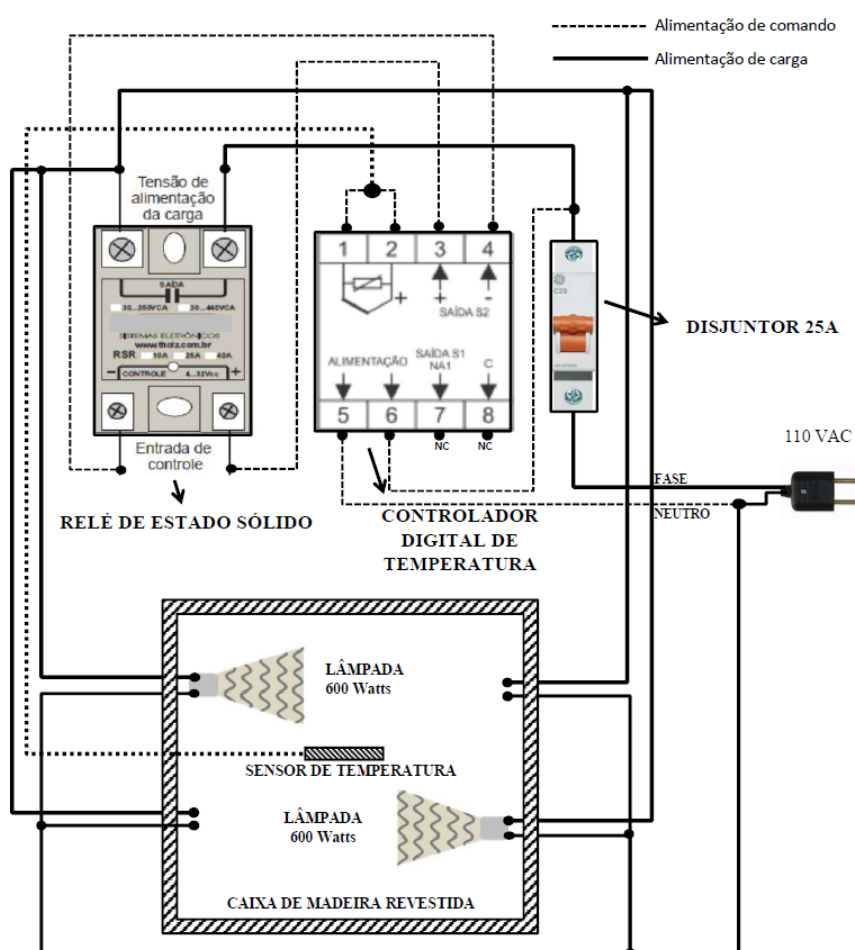 Alimentação de comando
Alimentação de carga
Tensão de
alimentação
da carga
SAÍDA
30...250VCA 30...440VCA
SISTEMAS ELETRÔNICOS
www.tholz.com.br
RSR 10A 25A 40A
- CONTROLE 4...32Vcc +
Entrada de
controle
RELÉ DE ESTADO SÓLIDO
1 2 3 4
+ + -
SAÍDA S2
ALIMENTAÇÃO
SAÍDA S1
NA1 C
5 6 7 8
NC NC
CONTROLADOR
DIGITAL DE
TEMPERATURA
C25
DISJUNTOR 25A
110 VAC
FASE
NEUTRO
LÂMPADA
600 Watts
SENSOR DE TEMPERATURA
LÂMPADA
600 Watts
CAIXA DE MADEIRA REVESTIDA